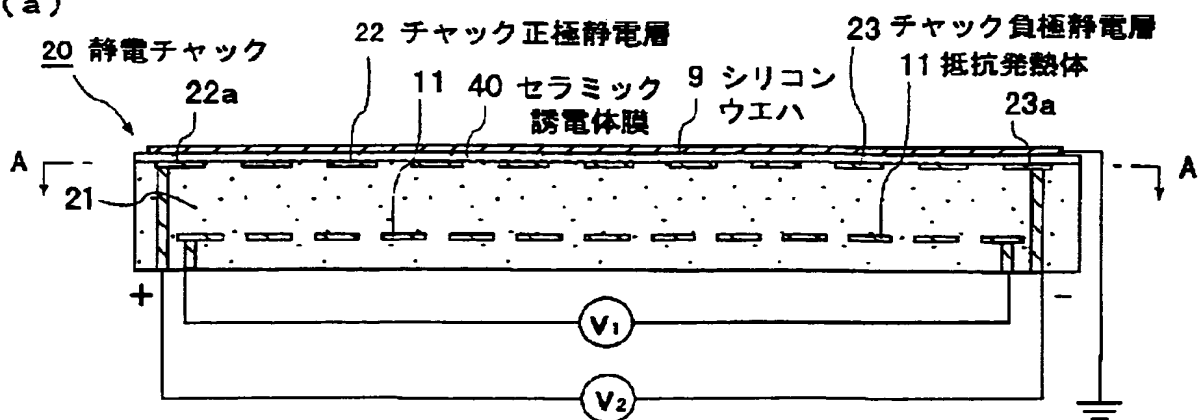 (a)
20 静電チャック
22 チャック正極静電層
23 チャック負極静電層
22a
11
40 セラミック
誘電体膜
9 シリコン
ウエハ
11 抵抗発熱体
23a
A
A
21
+
−
V1
V2